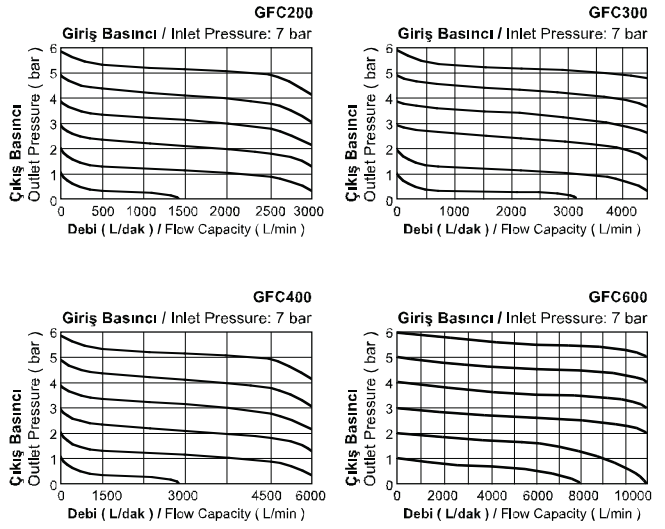 GFC200
Giriş Basıncı / Inlet Pressure: 7 bar
Çıkış Basıncı
Outlet Pressure ( bar )
6
5
4
3
2
1
0
0 500 1000 1500 2000 2500 3000
Debi ( L/dak ) / Flow Capacity ( L/min )
GFC300
Giriş Basıncı / Inlet Pressure: 7 bar
Çıkış Basıncı
Outlet Pressure ( bar )
6
5
4
3
2
1
0
0 1000 2000 3000 4000
Debi ( L/dak ) / Flow Capacity ( L/min )
GFC400
Giriş Basıncı / Inlet Pressure: 7 bar
Çıkış Basıncı
Outlet Pressure ( bar )
6
5
4
3
2
1
0
0 1500 3000 4500 6000
Debi ( L/dak ) / Flow Capacity ( L/min )
GFC600
Giriş Basıncı / Inlet Pressure: 7 bar
Çıkış Basıncı
Outlet Pressure ( bar )
6
5
4
3
2
1
0
0 2000 4000 6000 8000 10000
Debi ( L/dak ) / Flow Capacity ( L/min )